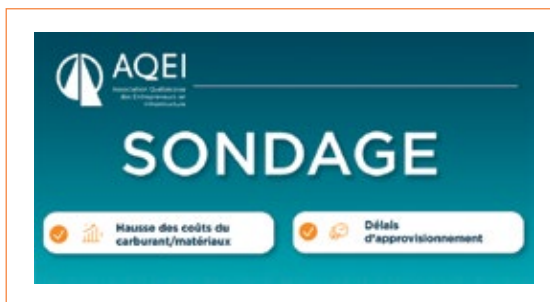 AQEI
Association Québécoise
des Entrepreneurs en
Infrastructure
SONDAGE
Hausse des coûts du
carburant/matériaux
Délais
d'approvisionnement